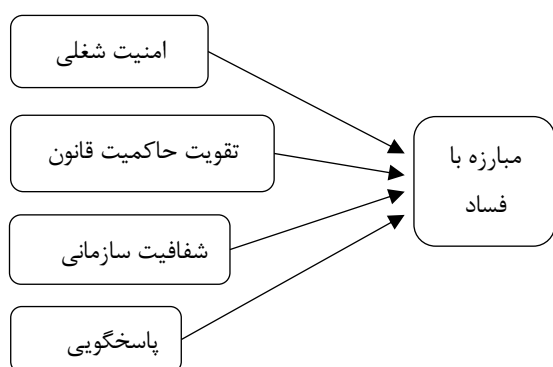 امنیت شغلی
تقویت حاکمیت قانون
شفافیت سازمانی
پاسخگویی
مبارزه با
فساد